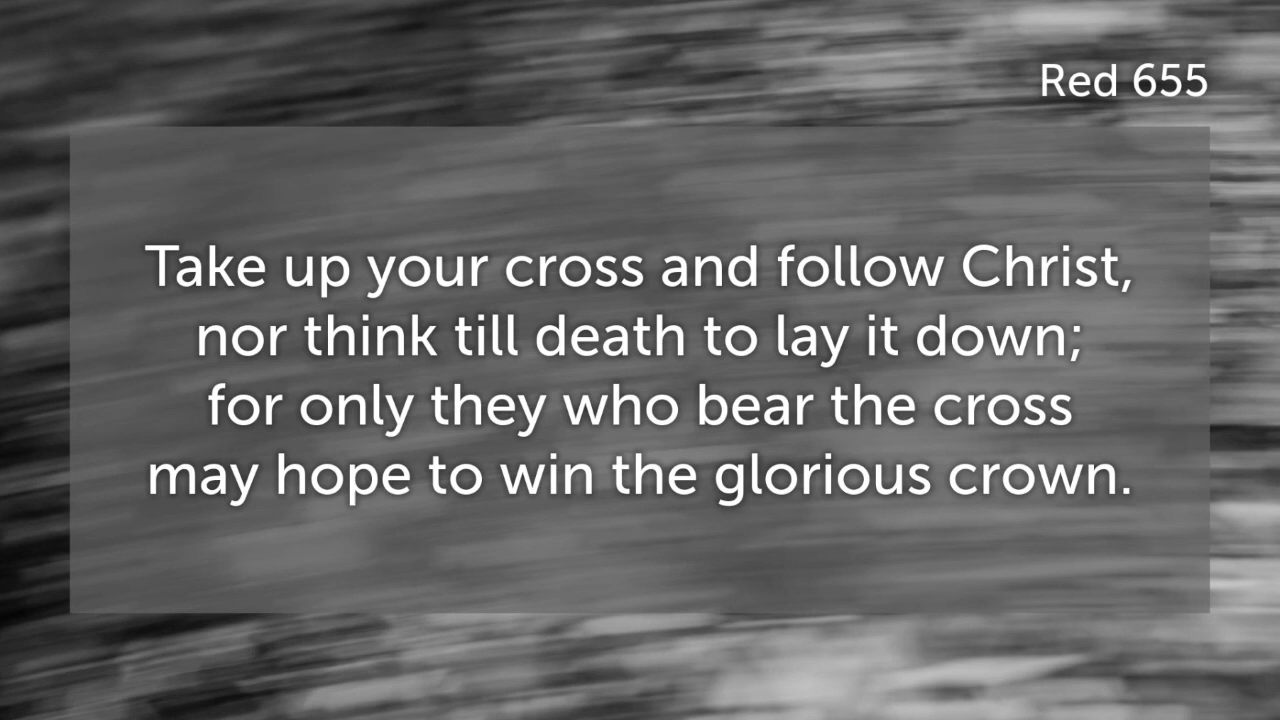 Red 655
Take up your cross and follow Christ,
nor think till death to lay it down;
for only they who bear the cross
may hope to win the glorious crown.